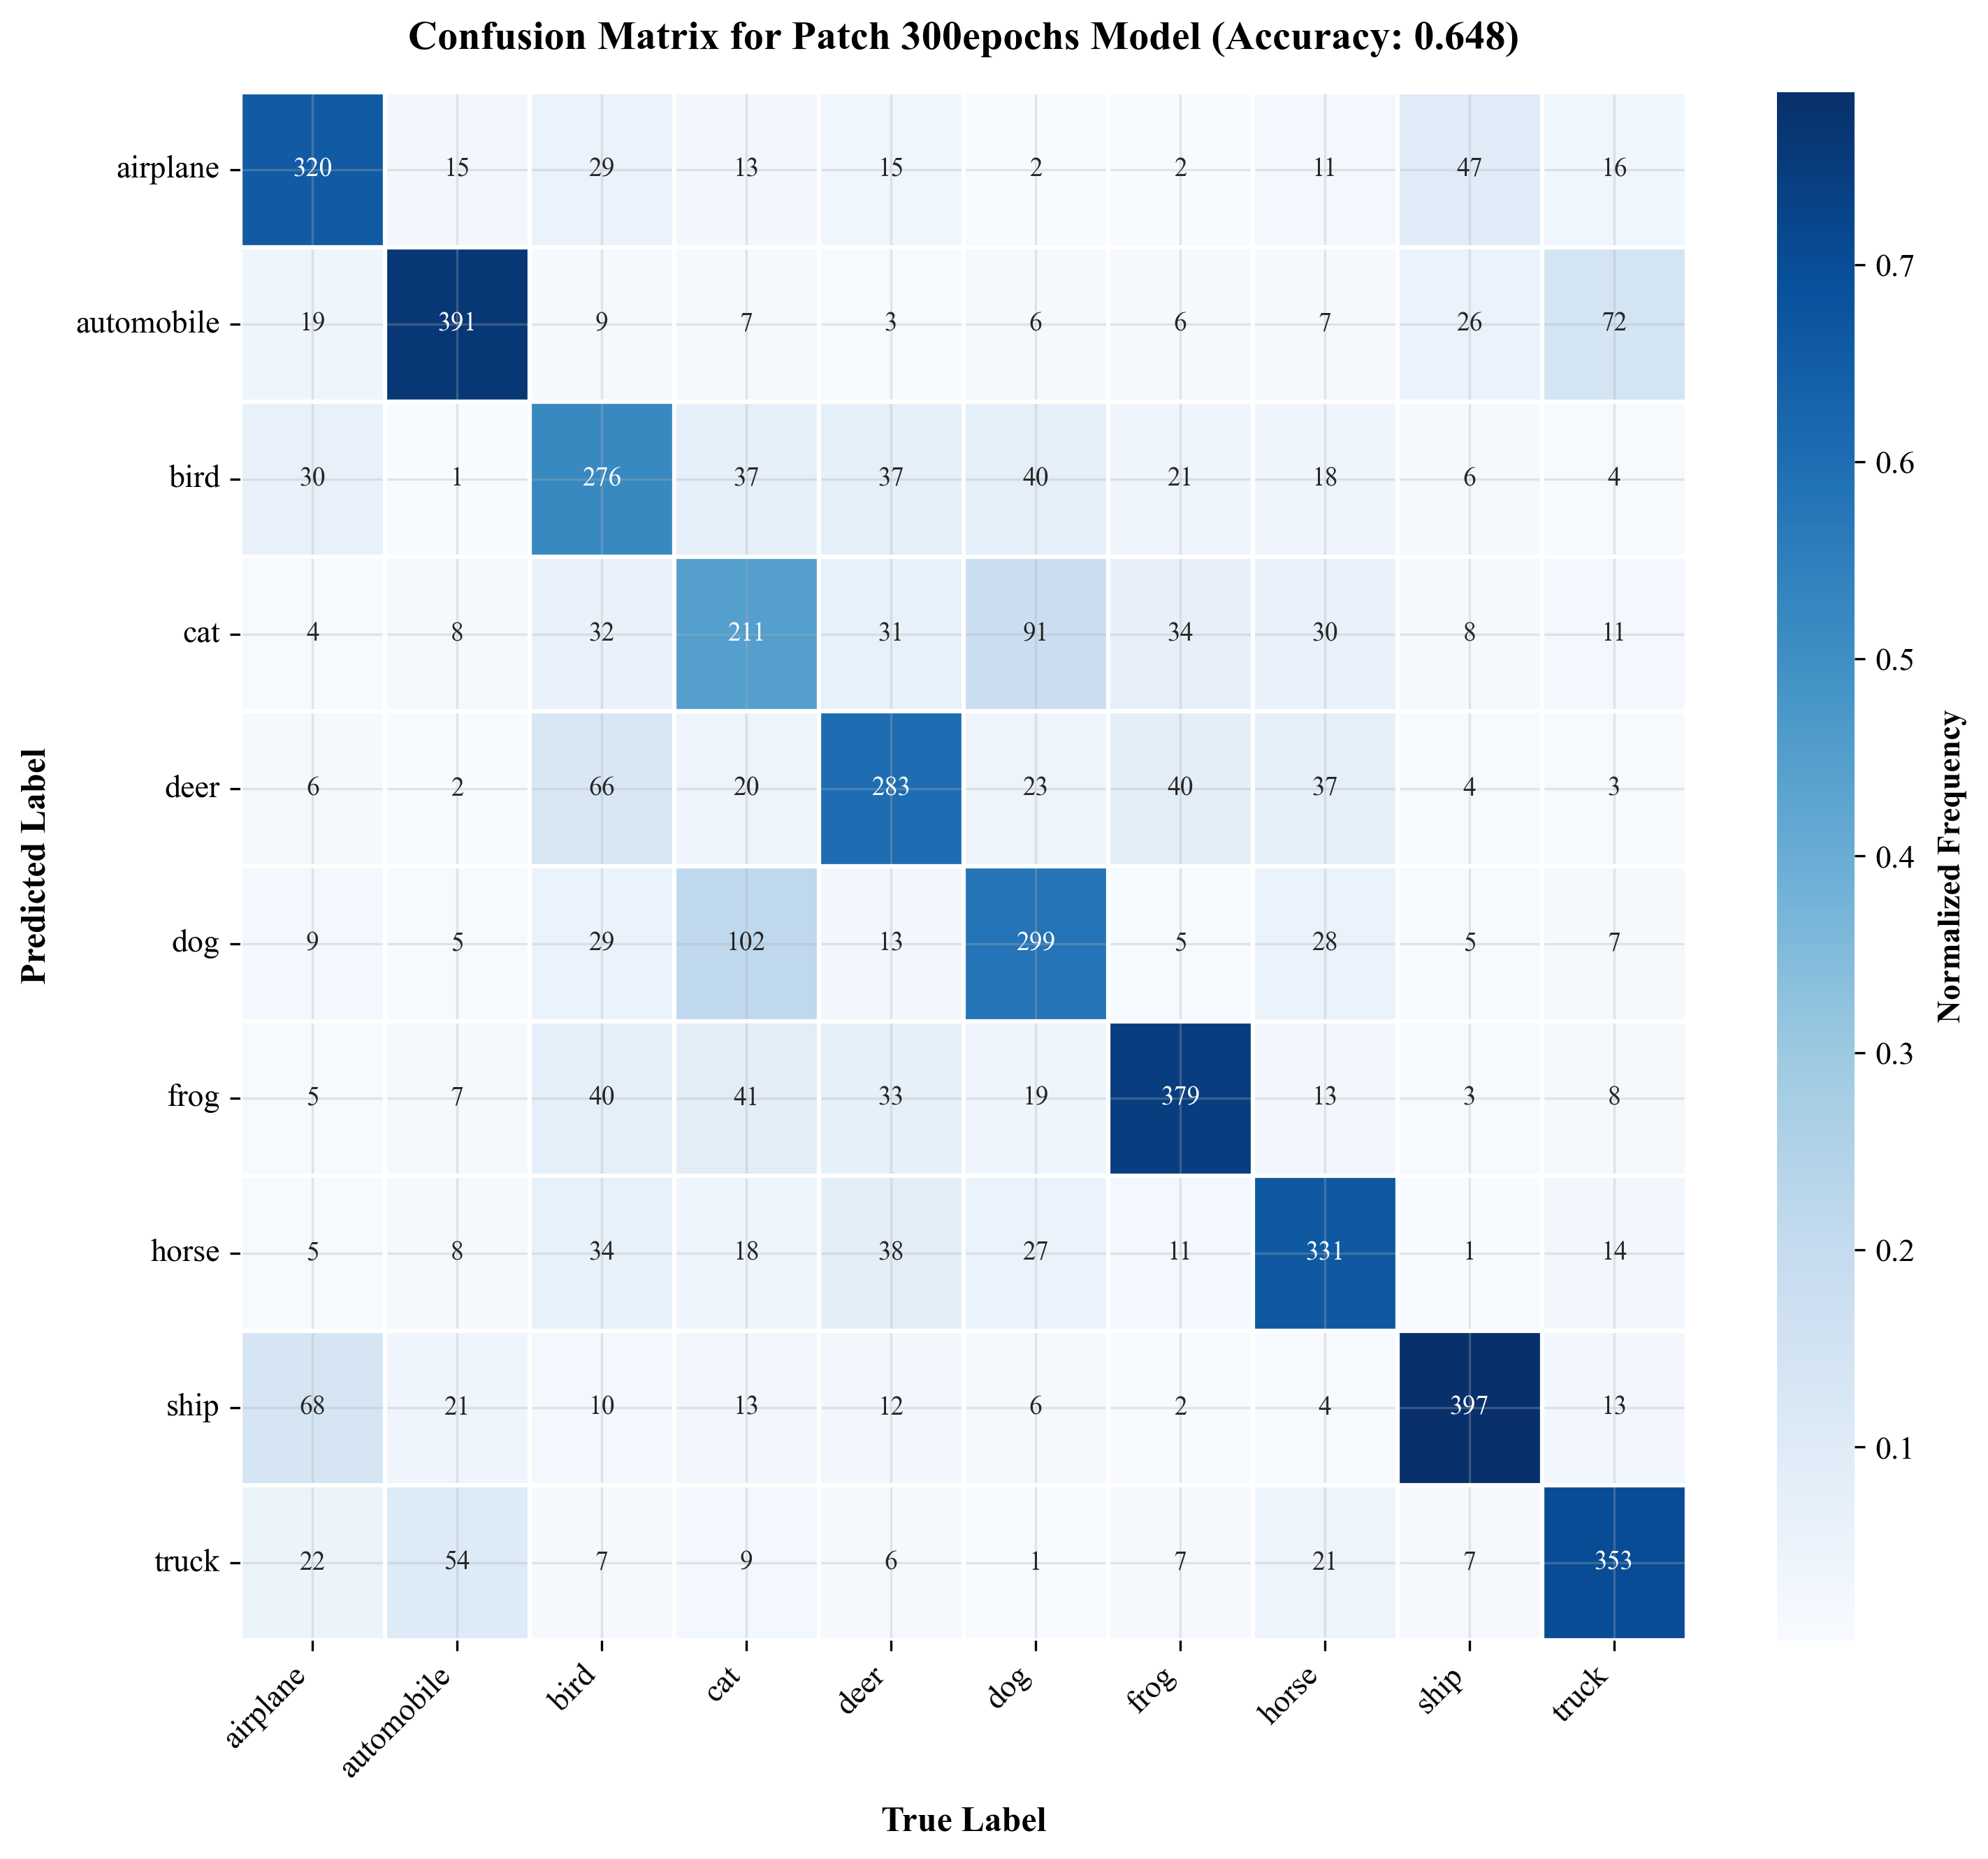 Confusion Matrix for Patch 300epochs Model (Accuracy: 0.648)
airplane 320 15 29 13 15 2 2 11 47 16
automobile 19 391 9 7 3 6 6 7 26 72
bird 30 1 276 37 37 40 21 18 6 4
cat 4 8 32 211 31 91 34 30 8 11
deer 6 2 66 20 283 23 40 37 4 3
dog 9 5 29 102 13 299 5 28 5 7
frog 5 7 40 41 33 19 379 13 3 8
horse 5 8 34 18 38 27 11 331 1 14
ship 68 21 10 13 12 6 2 4 397 13
truck 22 54 7 9 6 1 7 21 7 353
airplane automobile bird cat deer dog frog horse ship truck
True Label
Predicted Label
0.7
0.6
0.5
0.4
0.3
0.2
0.1
Normalized Frequency